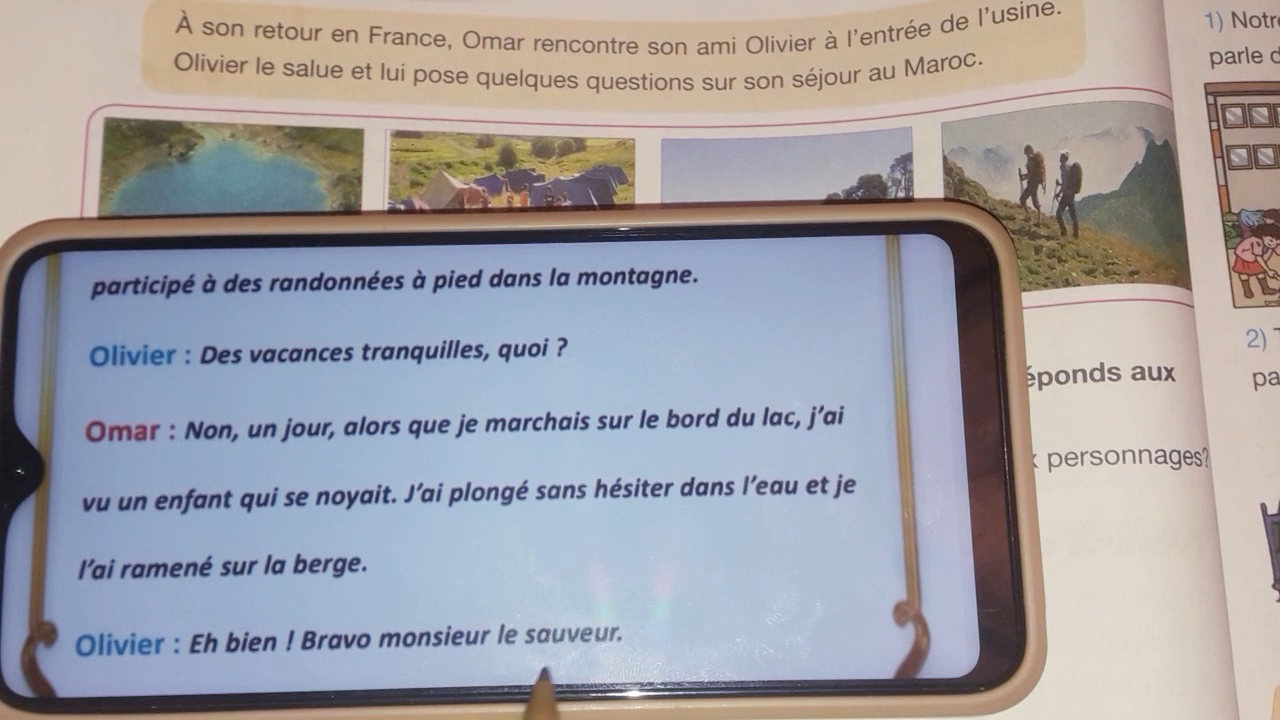 À son retour en France, Omar rencontre son ami Olivier à l'entrée de l'usine.
Olivier le salue et lui pose quelques questions sur son séjour au Maroc.
participé à des randonnées à pied dans la montagne.
Olivier : Des vacances tranquilles, quoi ?
Omar : Non, un jour, alors que je marchais sur le bord du lac, j'ai
vu un enfant qui se noyait. J'ai plongé sans hésiter dans l'eau et je
l'ai ramené sur la berge.
Olivier : Eh bien ! Bravo monsieur le sauveur.
éponds aux
personnages?
1) Notr
parle d
2)
pa